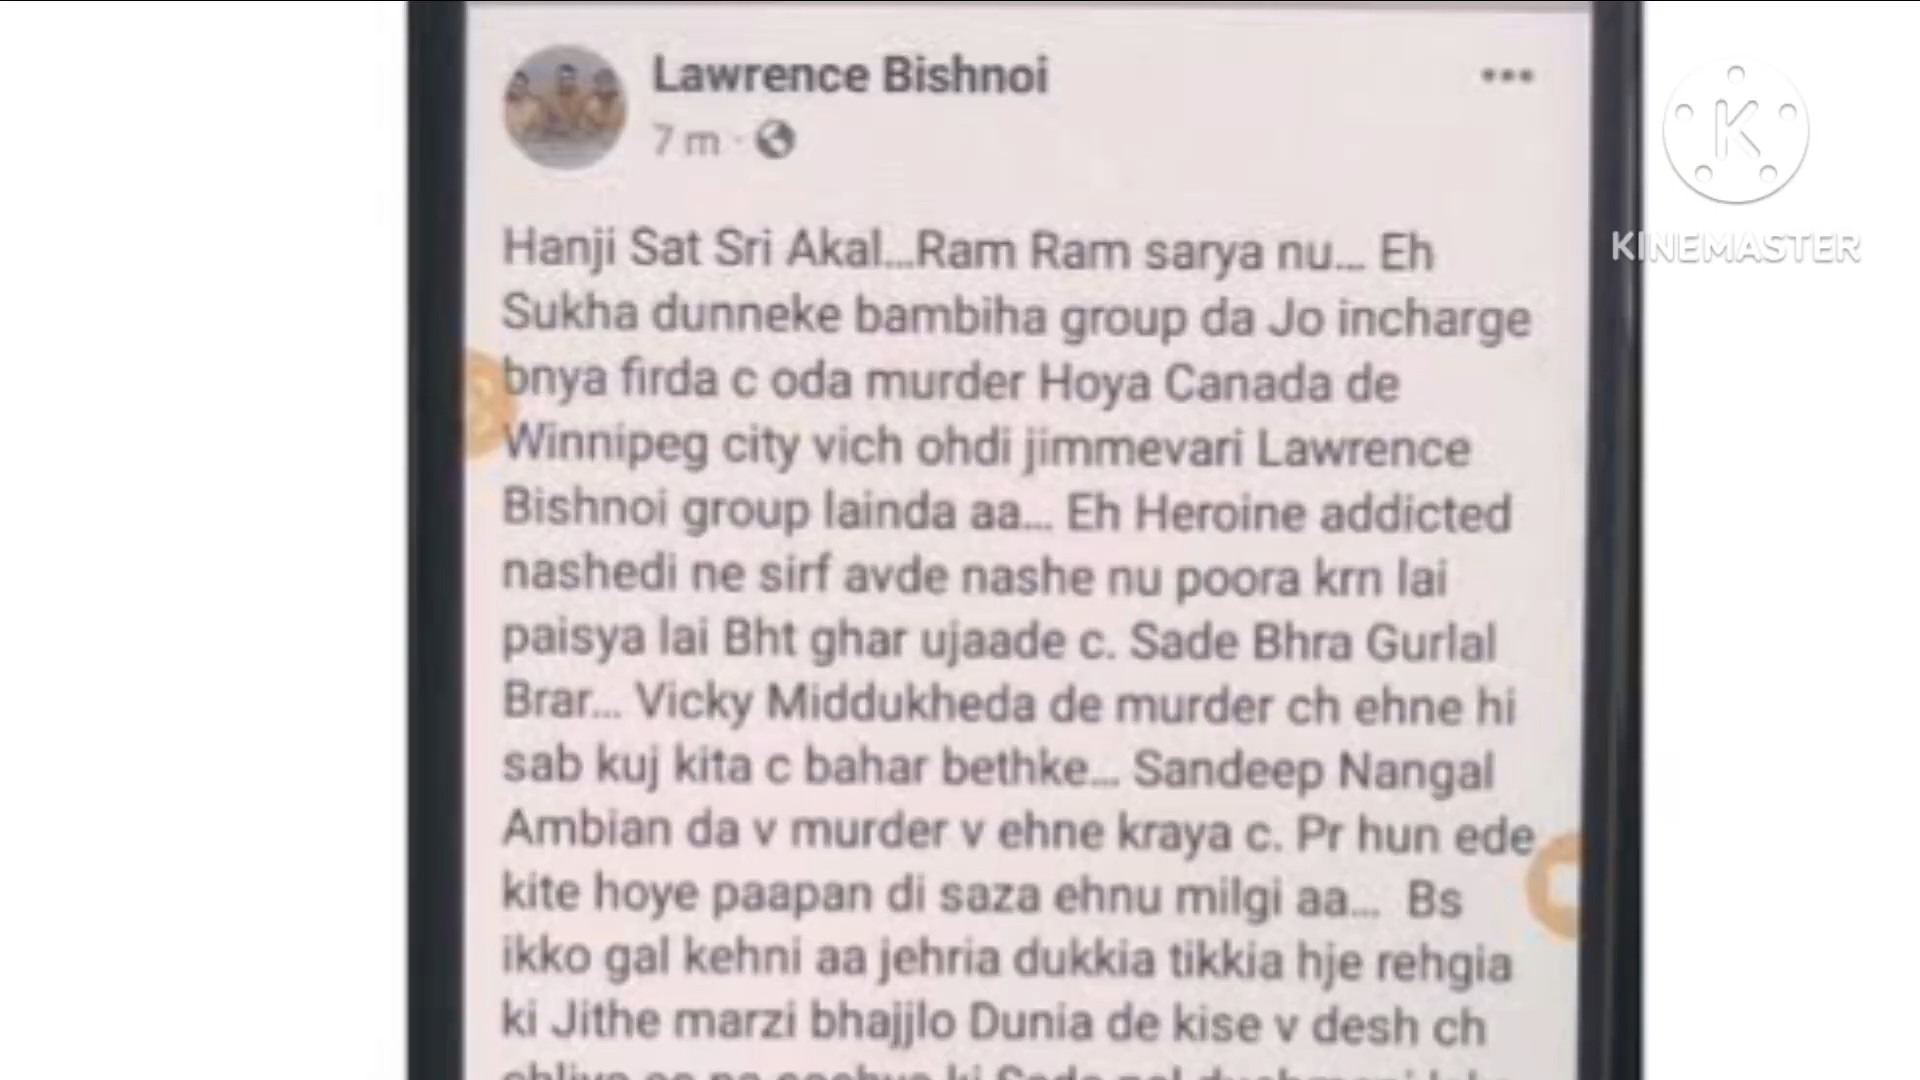 Lawrence Bishnoi
7 m
Hanji Sat Sri Akal...Ram Ram sarya nu... Eh
Sukha dunneke bambiha group da Jo incharge
bnya firda c oda murder Hoya Canada de
Winnipeg city vich ohdi jimmevari Lawrence
Bishnoi group lainda aa... Eh Heroine addicted
nashedi ne sirf avde nashe nu poora krn lai
paisya lai Bht ghar ujaade c. Sade Bhra Gurlal
Brar... Vicky Middukheda de murder ch ehne hi
sab kuj kita c bahar bethke... Sandeep Nangal
Ambian da v murder v ehne kraya c. Pr hun ede
kite hoye paapan di saza ehnu milgi aa... Bs
ikko gal kehni aa jehria dukkia tikkia hje rehgia
ki Jithe marzi bhajjlo Dunia de kise v desh ch
K
KINEMASTER